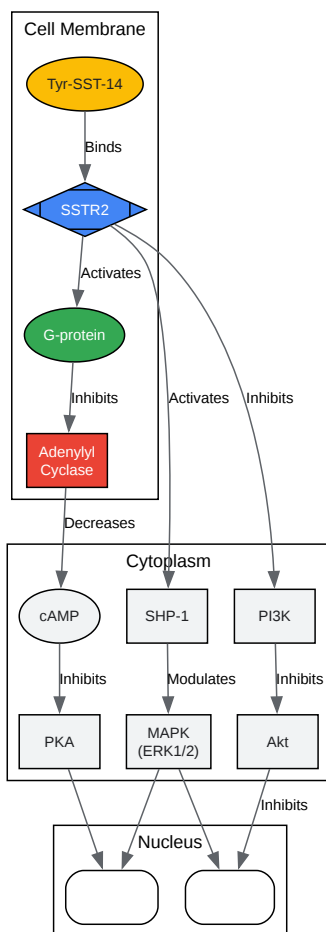 Cell Membrane
Tyr-SST-14
Binds
SSTR2
Activates
G-protein
Inhibits
Activates
Inhibits
Adenylyl
Cyclase
Decreases
Cytoplasm
cAMP
SHP-1
PI3K
Inhibits
Modulates
Inhibits
PKA
MAPK
(ERK1/2)
Akt
Inhibits
Nucleus